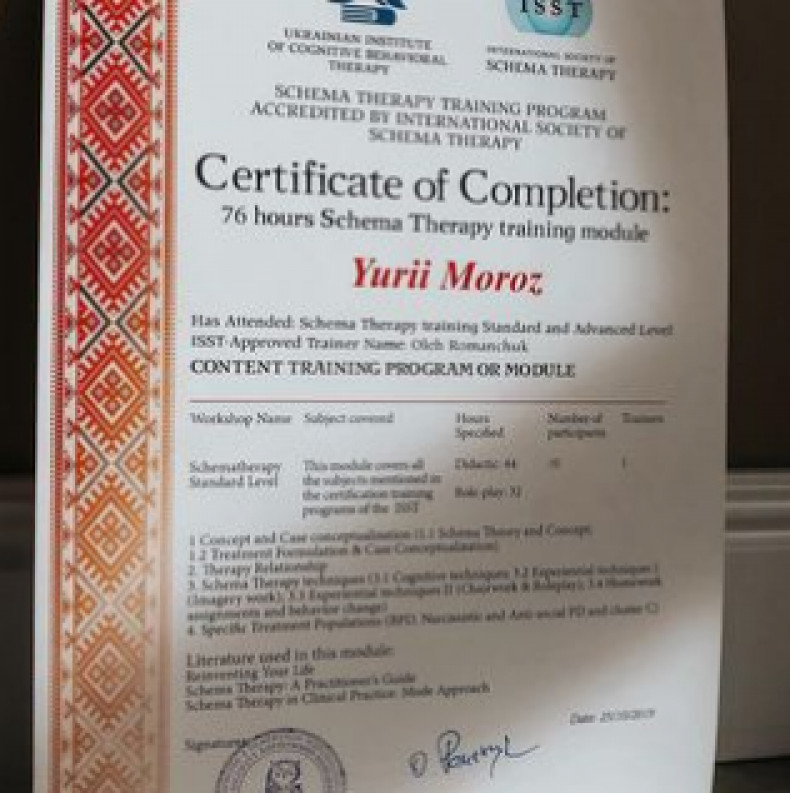 ISST
UKRAINIAN INSTITUTE
OF COGNITIVE BEHAVIORAL
THERAPY
INTERNATIONAL SOCIETY OF
SCHEMA THERAPY
SCHEMA THERAPY TRAINING PROGRAM
ACCREDITED BY INTERNATIONAL SOCIETY OF
SCHEMA THERAPY
Certificate of Completion:
76 hours Schema Therapy training module
Yurii Moroz
Has Attended: Schema Therapy training Standard and Advanced Level
ISST-Approved Trainer Name: Oleh Romanchuk
CONTENT TRAINING PROGRAM OR MODULE
Workshop Name Subject covered Hours Specified Number of participants Trainers
Schematherapy Standard Level
This module covers all
the subjects mentioned in
the certification training
programs of the ISST
Didactic: 44
Role-play: 32
1
1 Concept and Case conceptualisation (1.1 Schema Theory and Concept;
1.2 Treatment Formulation & Case Conceptualization)
2. Therapy Relationship
3. Schema Therapy techniques (3.1 Cognitive techniques; 3.2 Experiential techniques I
(Imagery work); 3.3 Experiential techniques II (Chairwork & Roleplay); 3.4 Homework
assignments and behavior change)
4. Specific Treatment Populations (BPD, Narcissistic and Anti-social PD and cluster C)
Literature used in this module:
Reinventing Your Life
Schema Therapy: A Practitioner's Guide
Schema Therapy in Clinical Practice: Mode Approach
Date: 25/10/2019
Signature: